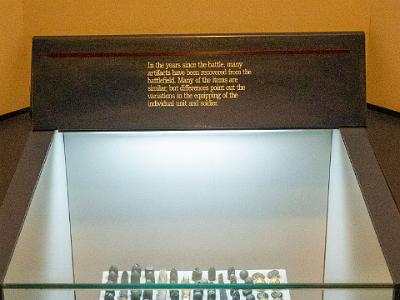 In the years since the battle, many
artifacts have been recovered from the
battlefield. Many of the items are
similar, but differences point out the
variations in the equipping of the
individual unit and soldier.